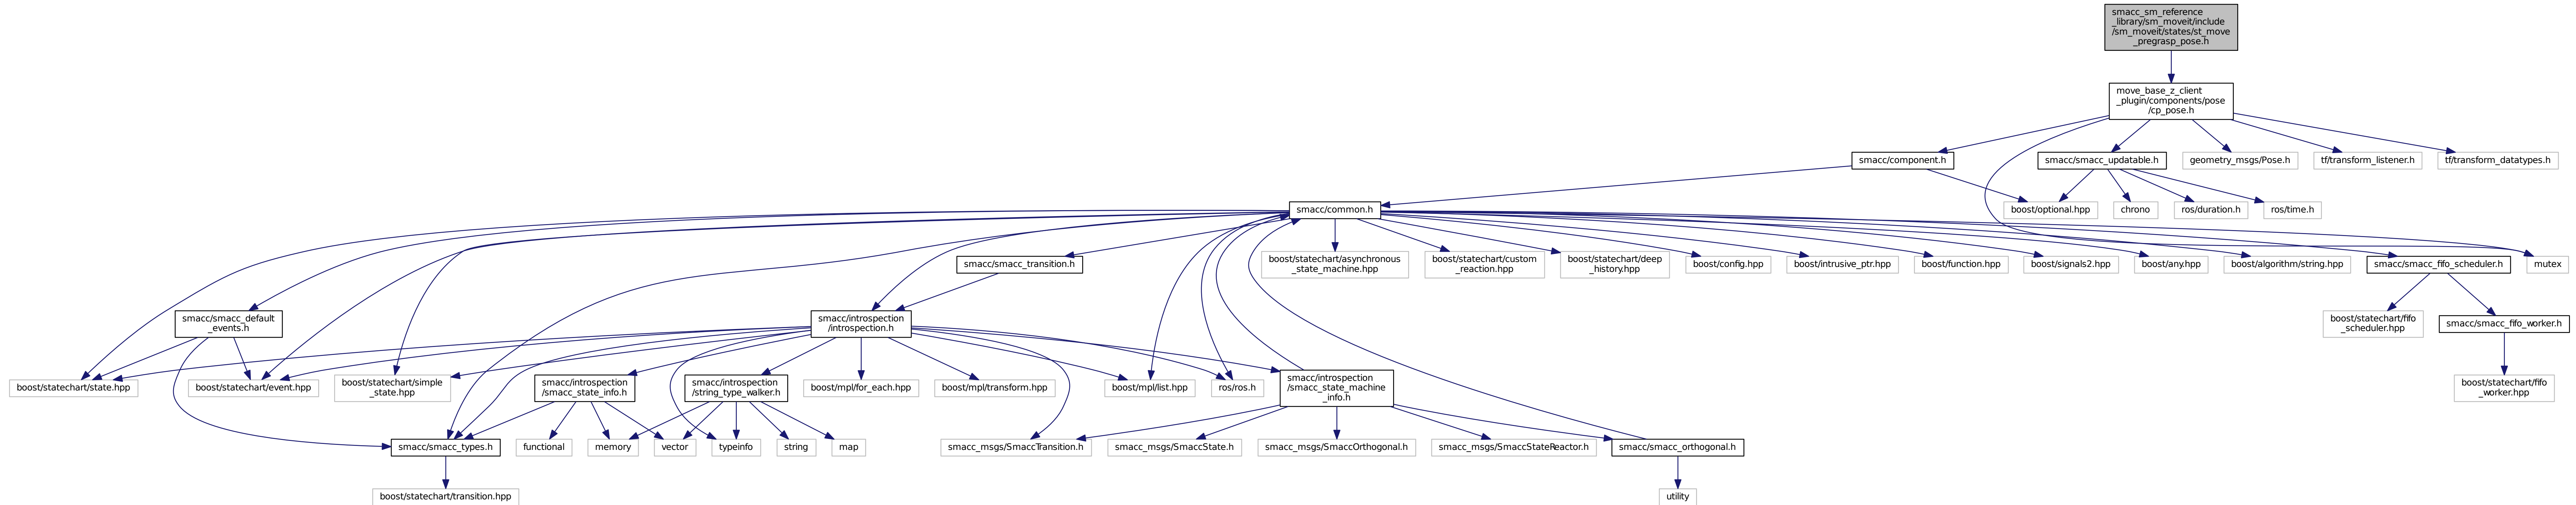 smacc_sm_reference
_library/sm_moveit/include
/sm_moveit/states/st_move
_pregrasp_pose.h
move_base_z_client
_plugin/components/pose
/cp_pose.h
smacc/component.h
smacc/smacc_updatable.h
geometry_msgs/Pose.h
tf/transform_listener.h
tf/transform_datatypes.h
smacc/common.h
boost/optional.hpp
chrono
ros/duration.h
ros/time.h
smacc/smacc_transition.h
boost/statechart/asynchronous
_state_machine.hpp
boost/statechart/custom
_reaction.hpp
boost/statechart/deep
_history.hpp
boost/config.hpp
boost/intrusive_ptr.hpp
boost/function.hpp
boost/signals2.hpp
boost/any.hpp
boost/algorithm/string.hpp
smacc/smacc_fifo_scheduler.h
mutex
smacc/smacc_default
_events.h
smacc/introspection
/introspection.h
boost/statechart/fifo
_scheduler.hpp
smacc/smacc_fifo_worker.h
boost/statechart/state.hpp
boost/statechart/event.hpp
boost/statechart/simple
_state.hpp
smacc/introspection
/smacc_state_info.h
smacc/introspection
/string_type_walker.h
boost/mpl/for_each.hpp
boost/mpl/transform.hpp
boost/mpl/list.hpp
ros/ros.h
smacc/introspection
/smacc_state_machine
_info.h
boost/statechart/fifo
_worker.hpp
smacc/smacc_types.h
functional
memory
vector
typeinfo
string
map
smacc_msgs/SmaccTransition.h
smacc_msgs/SmaccState.h
smacc_msgs/SmaccOrthogonal.h
smacc_msgs/SmaccStateReactor.h
smacc/smacc_orthogonal.h
boost/statechart/transition.hpp
utility